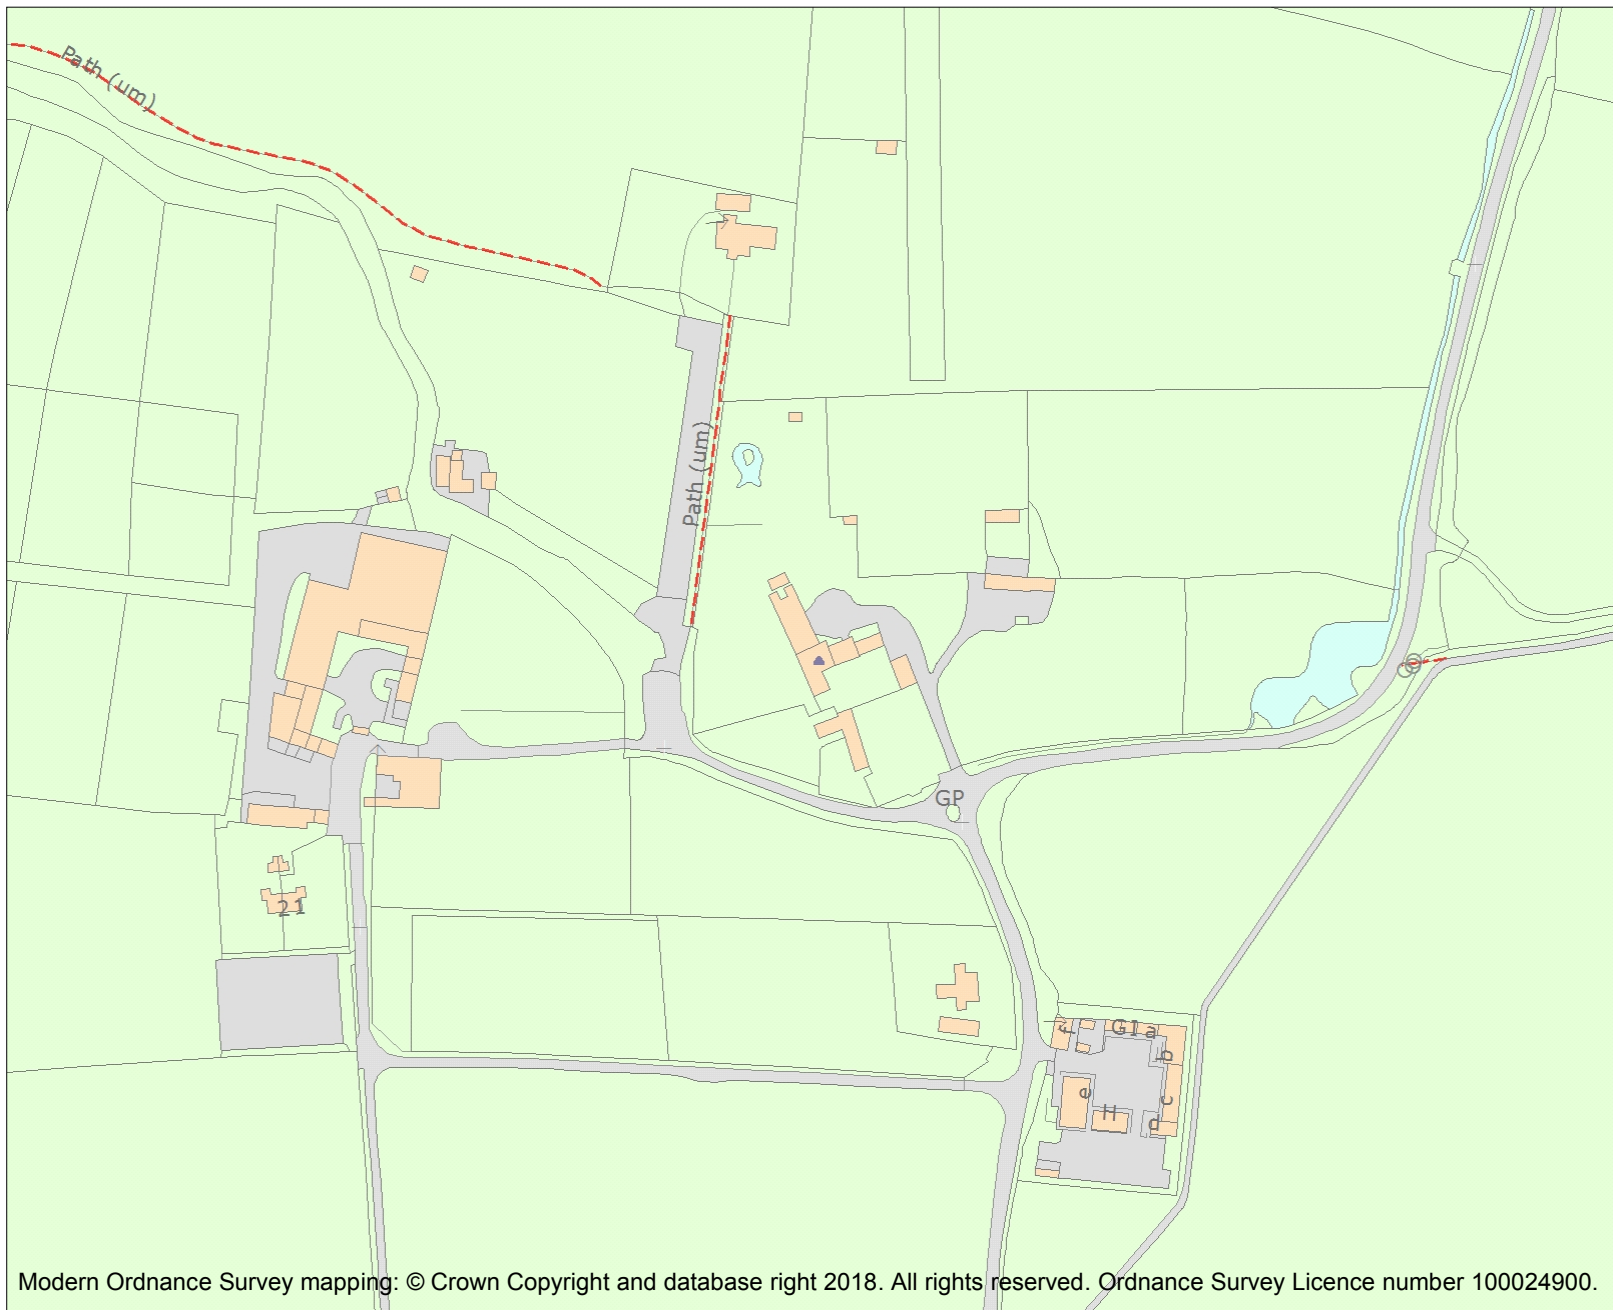 Path (um)
Path (um)
GP
21
f
GI
a
b
e
c
H
d
Modern Ordnance Survey mapping: © Crown Copyright and database right 2018. All rights reserved. Ordnance Survey Licence number 100024900.